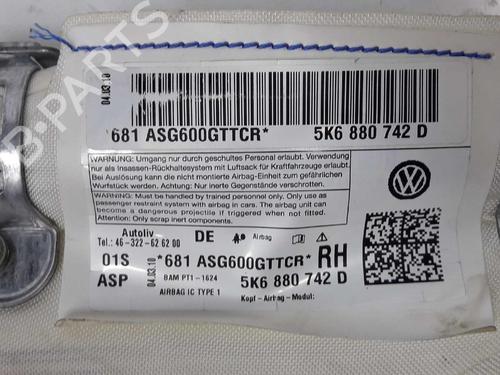 B-PARTS
04.03.10
681 ASG600GTTCR* 5K6 880 742 D
WARNUNG: Umgang nur durch geschultes Personal erlaubt. Verwendung
nur als Insassen-Rückhaltesystem mit Luftsack für Kraftfahrzeuge erlaubt.
Bei Auslösung kann die nicht montierte Airbag-Einheit zum gefährlichen
Wurfstück werden. Achtung: Nur inerte Gegenstände verschrotten.
WARNING: Must be handled by trained personnel only. Only use as
passenger restraint system with airbag in cars. The airbag unit can
become a dangerous projectile if triggered when not fitted.
Attention: Only scrap inert components.
Autoliv
Tel.: 46-322-62 62 00
DE
Airbag
01S *681 ASG600GTTCR* RH
ASP 04.03.10 BAM PT1-1624 5K6 880 742 D
AIRBAG IC TYPE 1 Kopf-Airbag-Modul
VW